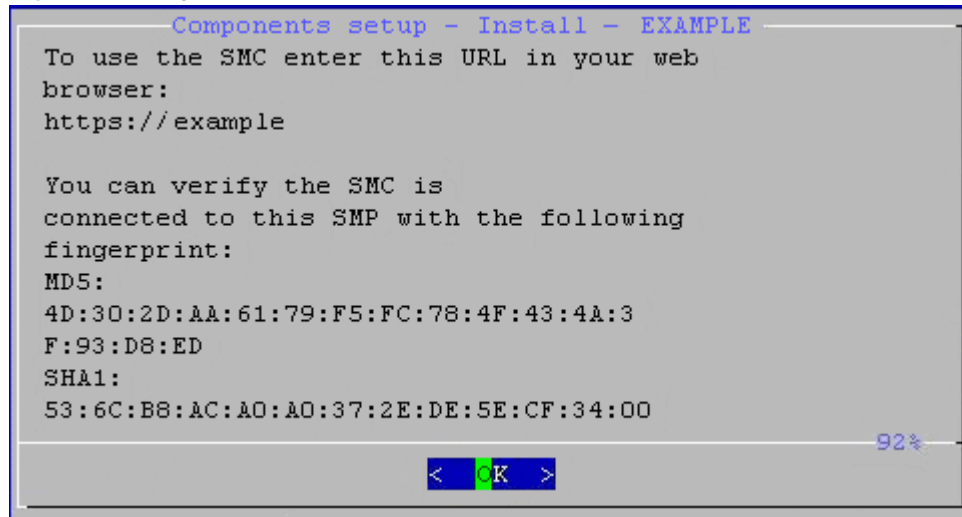 Components setup - Install - EXAMPLE
To use the SMC enter this URL in your web
browser:
https://example
You can verify the SMC is
connected to this SMP with the following
fingerprint:
MD5:
4D:30:2D:AA:61:79:F5:FC:78:4F:43:4A:3
F:93:D8:ED
SHA1:
53:6C:B8:AC:A0:A0:37:2E:DE:5E:CF:34:00
92%
< OK >